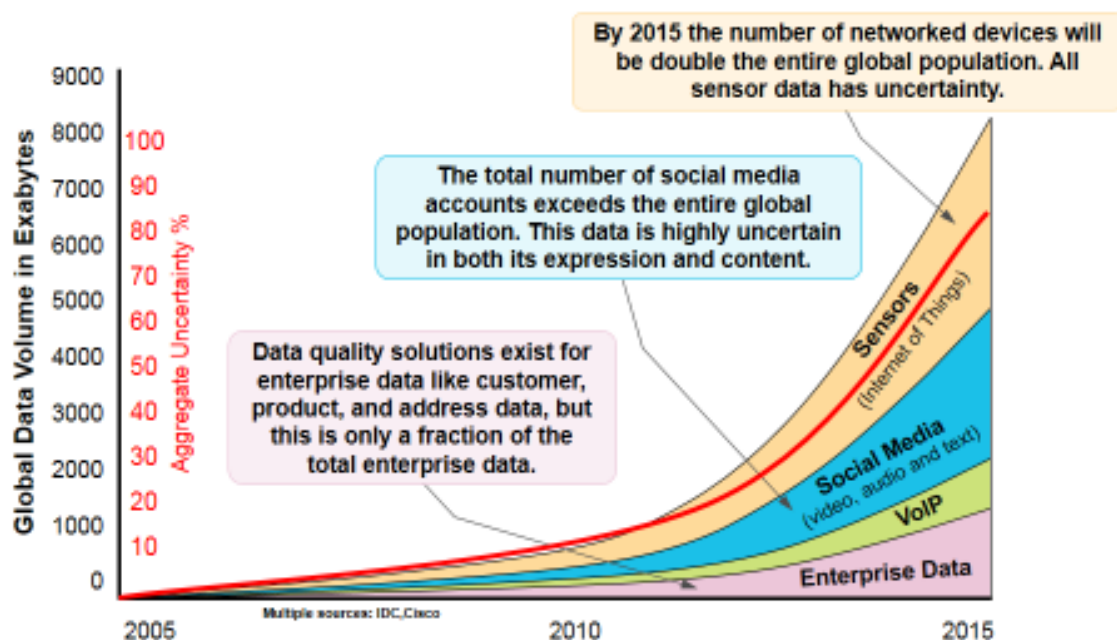 By 2015 the number of networked devices will
be double the entire global population. All
sensor data has uncertainty.
The total number of social media
accounts exceeds the entire global
population. This data is highly uncertain
in both its expression and content.
Data quality solutions exist for
enterprise data like customer,
product, and address data, but
this is only a fraction of the
total enterprise data.
Global Data Volume in Exabytes
9000
8000
7000
6000
5000
4000
3000
2000
1000
0
Aggregate Uncertainty %
100
90
80
70
60
50
40
30
20
10
Sensors
(Internet of Things)
Social Media
(video, audio and text)
VoIP
Enterprise Data
Multiple sources: IDC,Cisco
2005
2010
2015